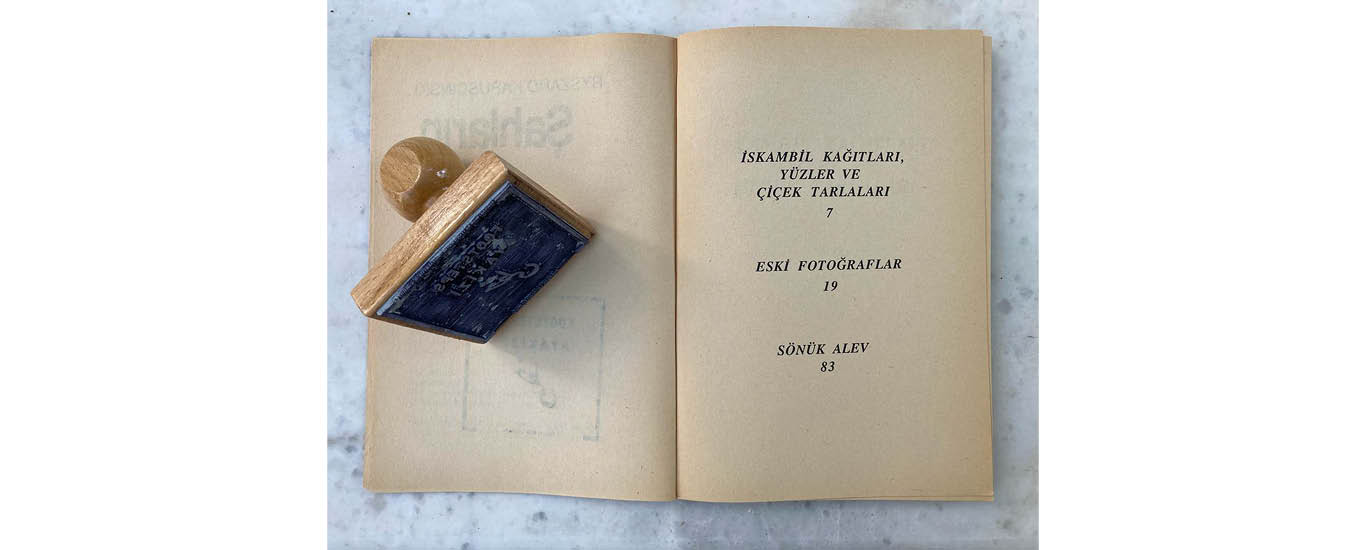 İSKAMBİL KAĞITLARI,
YÜZLER VE
ÇİÇEK TARLALARI
7
ESKİ FOTOĞRAFLAR
19
SÖNÜK ALEV
83